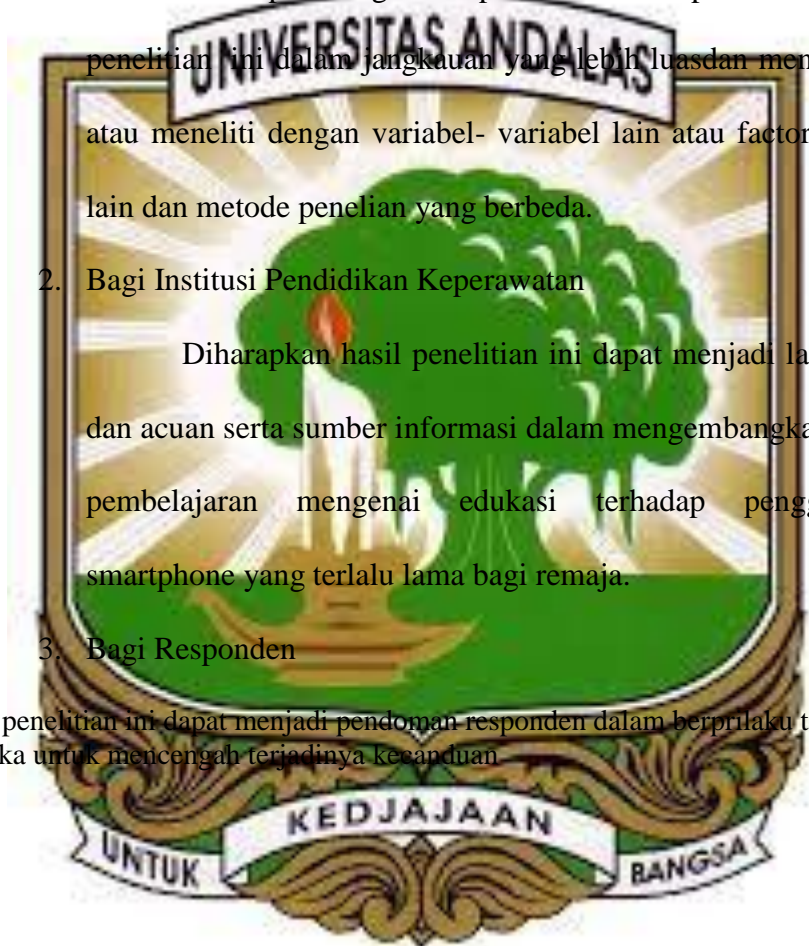 UNIVERSITAS ANDALAS
penelitian ini dalam jangkauan yang lebih luasdan men
atau meneliti dengan variabel- variabel lain atau factor
lain dan metode penelian yang berbeda.
2. Bagi Institusi Pendidikan Keperawatan
Diharapkan hasil penelitian ini dapat menjadi la
dan acuan serta sumber informasi dalam mengembangka
pembelajaran mengenai edukasi terhadap pengg
smartphone yang terlalu lama bagi remaja.
3. Bagi Responden
penelitian ini dapat menjadi pendoman responden dalam berprilaku t
ka untuk mencengah terjadinya kecanduan
UNTUK KEDJAJAAN BANGSA